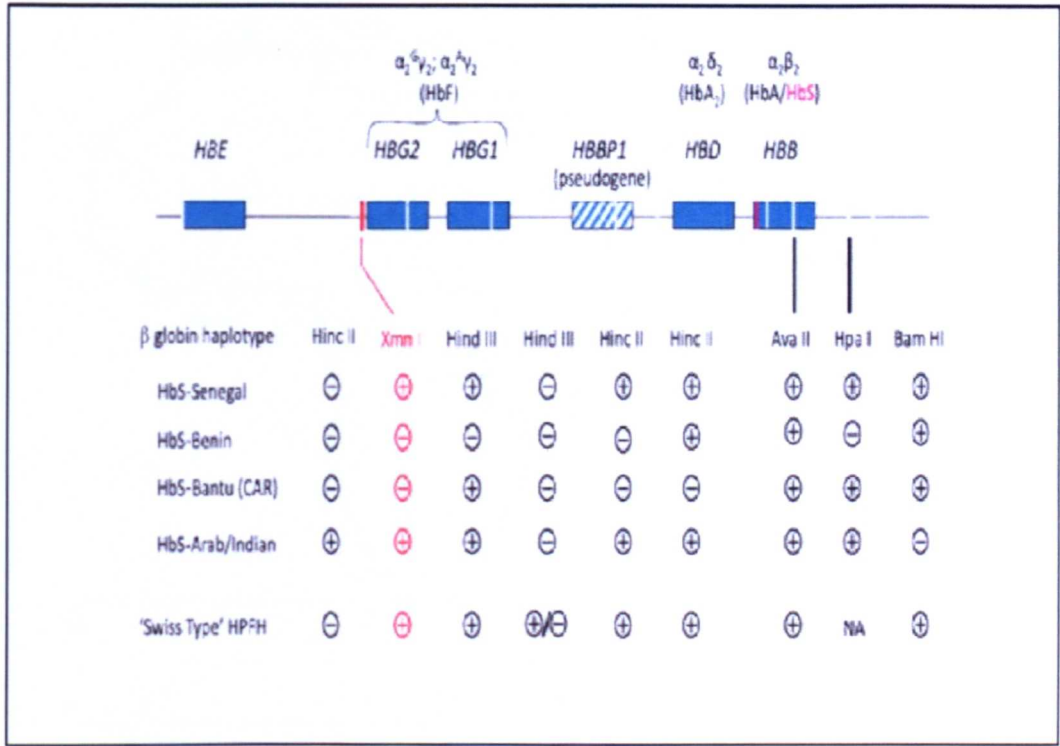 α₂ᴳγ₂; α₂ᴬγ₂ α₂δ₂ α₂β₂
(HbF) (HbA₂) (HbA/HbS)
HBE HBG2 HBG1 HBBP1 HBD HBB
(pseudogene)
β globin haplotype Hinc II Xmn I Hind III Hind III Hinc II Hinc II Ava II Hpa I Bam HI
HbS-Senegal ⊖ ⊕ ⊕ ⊖ ⊕ ⊕ ⊕ ⊕ ⊕
HbS-Benin ⊖ ⊖ ⊖ ⊖ ⊖ ⊕ ⊕ ⊖ ⊕
HbS-Bantu (CAR) ⊖ ⊖ ⊕ ⊖ ⊖ ⊖ ⊕ ⊕ ⊕
HbS-Arab/Indian ⊕ ⊕ ⊕ ⊖ ⊕ ⊕ ⊕ ⊕ ⊖
'Swiss Type' HPFH ⊖ ⊕ ⊕ ⊕/⊖ ⊕ ⊕ ⊕ NA ⊕